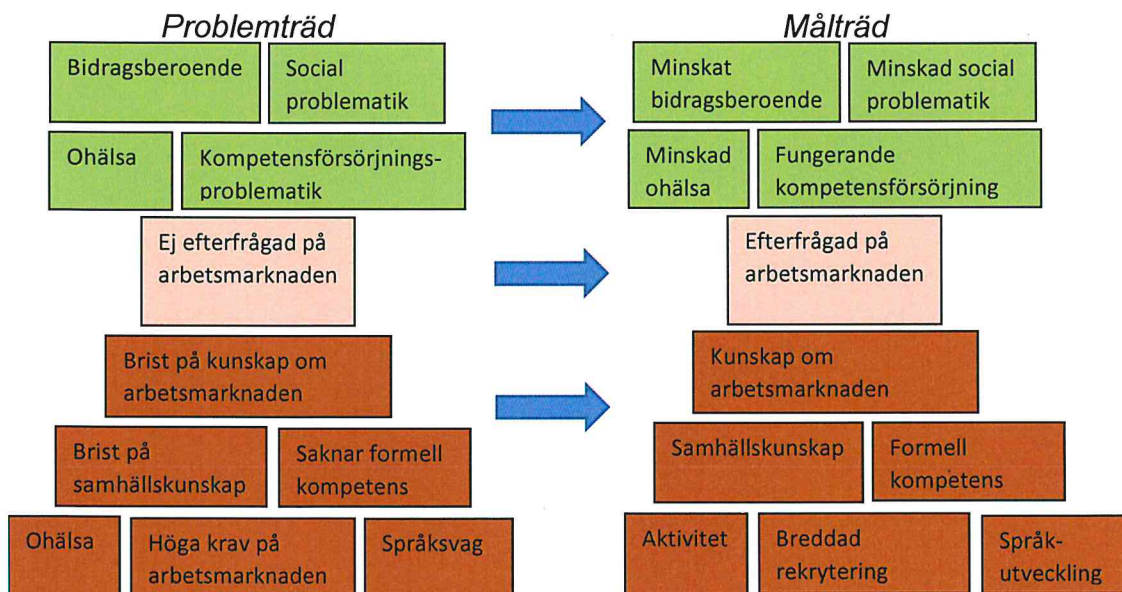 Problemträd
Bidragsberoende
Social
problematik
Ohälsa
Kompetensförsörjnings-
problematik
Ej efterfrågad på
arbetsmarknaden
Brist på kunskap om
arbetsmarknaden
Brist på
samhällskunskap
Saknar formell
kompetens
Ohälsa
Höga krav på
arbetsmarknaden
Språksvag
Målträd
Minskat
bidragsberoende
Minskad social
problematik
Minskad
ohälsa
Fungerande
kompetensförsörjning
Efterfrågad på
arbetsmarknaden
Kunskap om
arbetsmarknaden
Samhällskunskap
Formell
kompetens
Aktivitet
Breddad
rekrytering
Språk-
utveckling